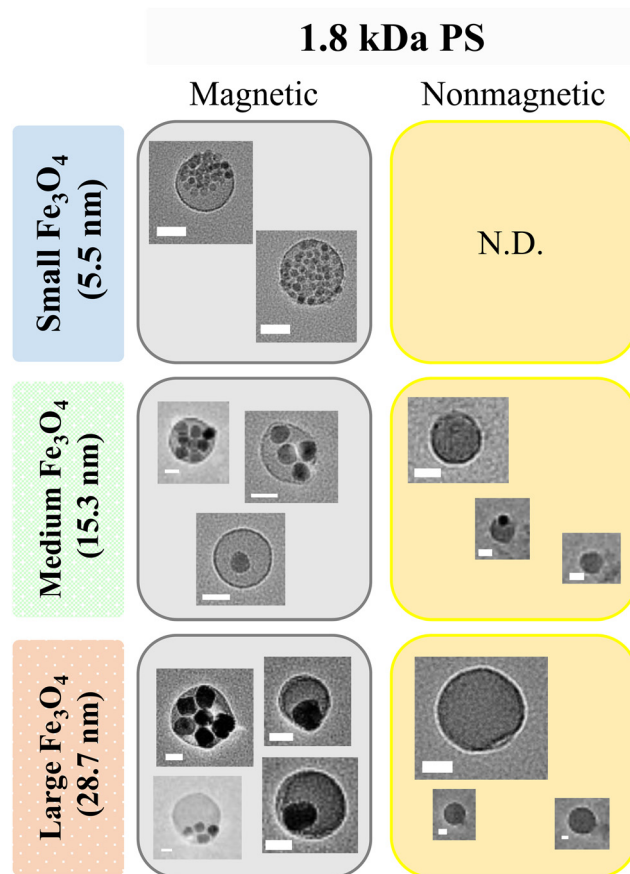 1.8 kDa PS
Magnetic
Nonmagnetic
Small Fe₃O₄
(5.5 nm)
N.D.
Medium Fe₃O₄
(15.3 nm)
Large Fe₃O₄
(28.7 nm)